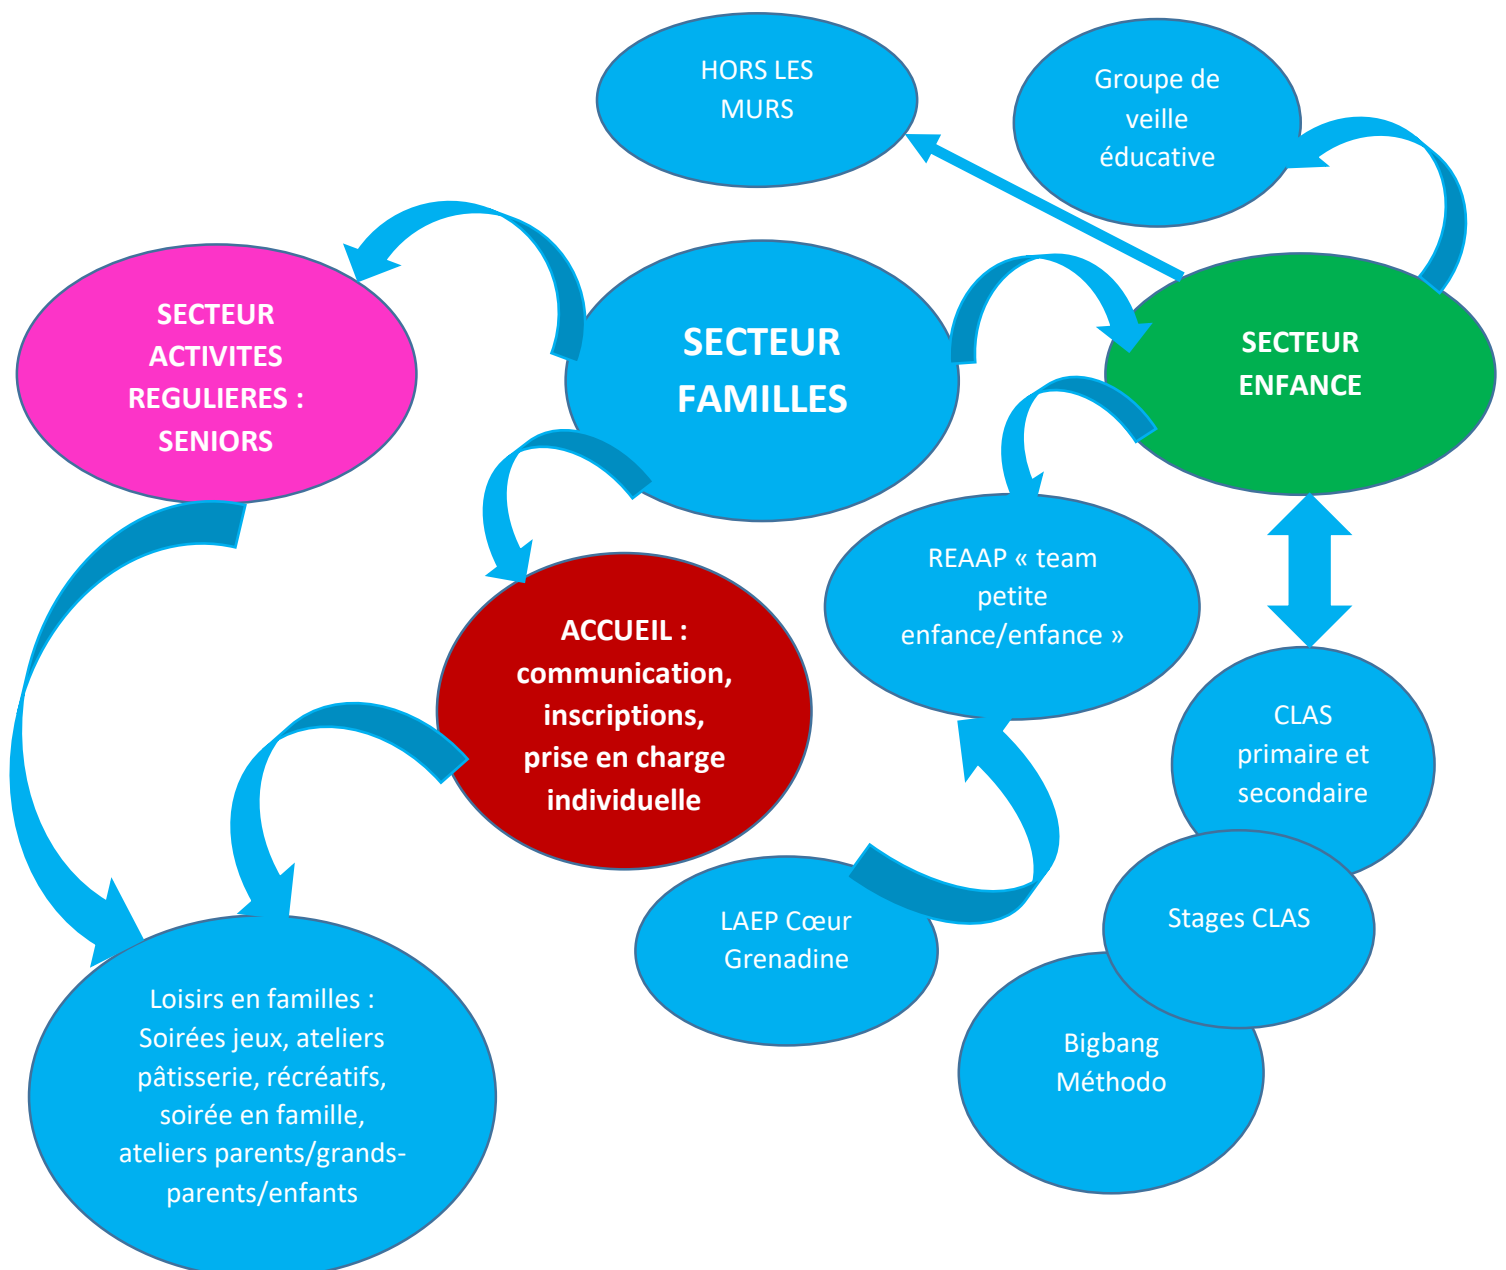 HORS LES
MURS
Groupe de
veille
éducative
SECTEUR
ACTIVITES
REGULIERES :
SENIORS
SECTEUR
FAMILLES
SECTEUR
ENFANCE
ACCUEIL :
communication,
inscriptions,
prise en charge
individuelle
REAAP « team
petite
enfance/enfance »
CLAS
primaire et
secondaire
LAEP Cœur
Grenadine
Stages CLAS
Bigbang
Méthodo
Loisirs en familles :
Soirées jeux, ateliers
pâtisserie, récréatifs,
soirée en famille,
ateliers parents/grands-
parents/enfants